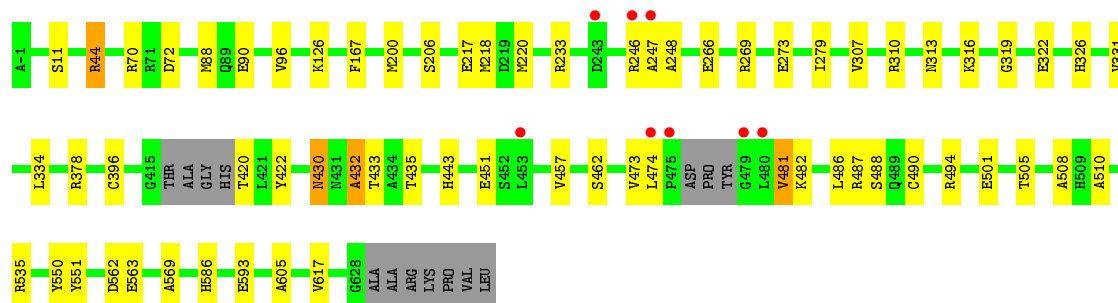 A-1 S11 R44 R70 R71 D72 M88 Q89 E90 V96 K126 F167 M200 S206 E217 M218 D219 M220 R233 D243 R246 A247 A248 E266 R269 E273 I279 V307 R310 N313 K316 G319 E322 H326
L334 R378 C396 G415 THR ALA GLY HIS T420 L421 Y422 N430 N431 A432 T433 A434 T435 H443 E451 S452 L453 V457 S462 V473 L474 P475 ASP PRO TYR G479 L480 V481 K482 L486 R487 S488 Q489 C490 R494 E501 T505 A508 H509 A510
R535 Y550 Y551 D562 E563 A569 H586 E593 A605 V617 G628 ALA ALA ARG LYS PRO VAL LEU